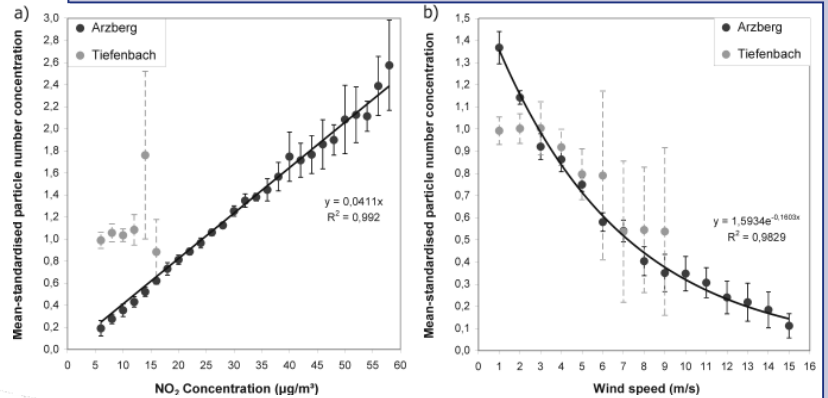 a)
Mean-standardised particle number concentration
3,0
2,8
2,6
2,4
2,2
2,0
1,8
1,6
1,4
1,2
1,0
0,8
0,6
0,4
0,2
0,0
Arzberg
Tiefenbach
y = 0,0411x
R² = 0,992
0 5 10 15 20 25 30 35 40 45 50 55 60
NO₂ Concentration (µg/m³)
b)
Mean-standardised particle number concentration
1,5
1,4
1,3
1,2
1,1
1,0
0,9
0,8
0,7
0,6
0,5
0,4
0,3
0,2
0,1
0,0
Arzberg
Tiefenbach
y = 1,5934e⁻⁰,¹⁶⁰³ˣ
R² = 0,9829
0 1 2 3 4 5 6 7 8 9 10 11 12 13 14 15 16
Wind speed (m/s)